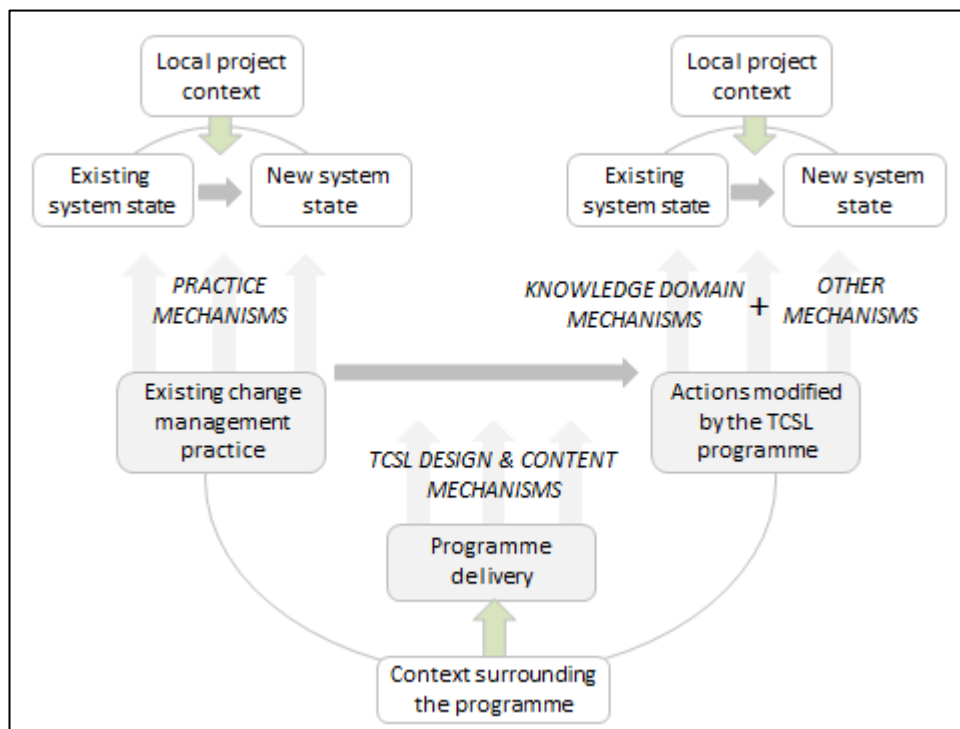 Local project
context
Local project
context
Existing
system state
New system
state
Existing
system state
New system
state
PRACTICE
MECHANISMS
KNOWLEDGE DOMAIN
MECHANISMS
+
OTHER
MECHANISMS
Existing change
management
practice
Actions modified
by the TCSL
programme
TCSL DESIGN & CONTENT
MECHANISMS
Programme
delivery
Context surrounding
the programme